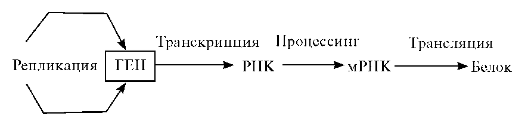 Транскрипция Процессинг Трансляция
Репликация ГЕН РНК мРНК Белок